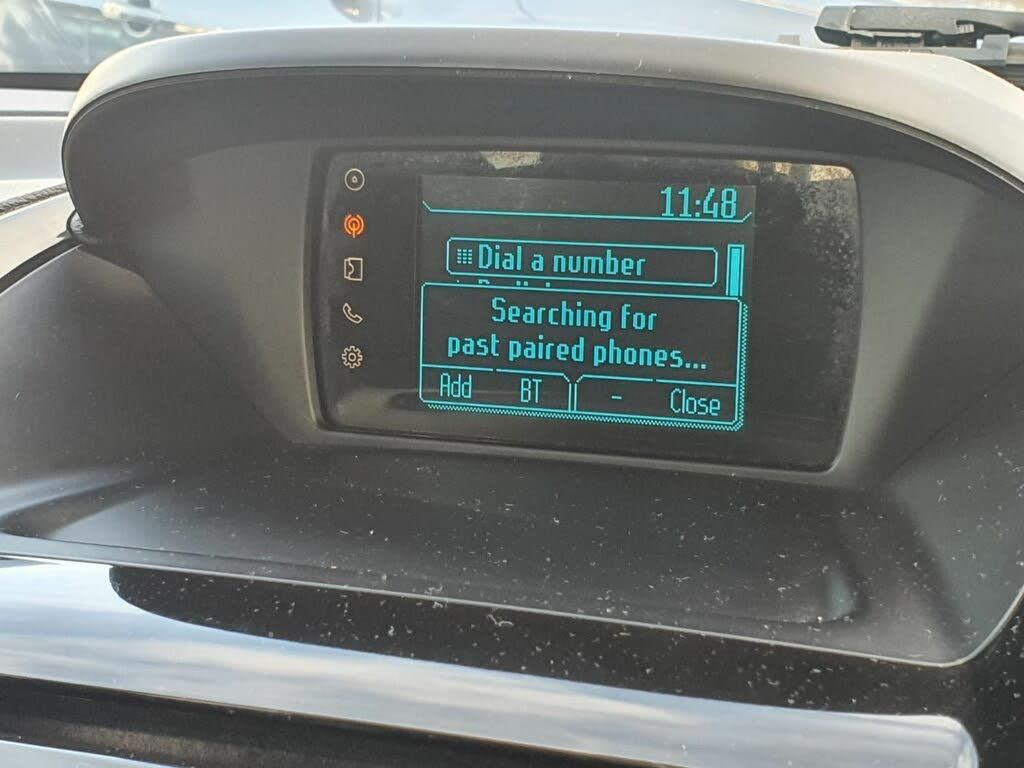 11:48
Dial a number
Searching for
past paired phones...
Add BT - Close